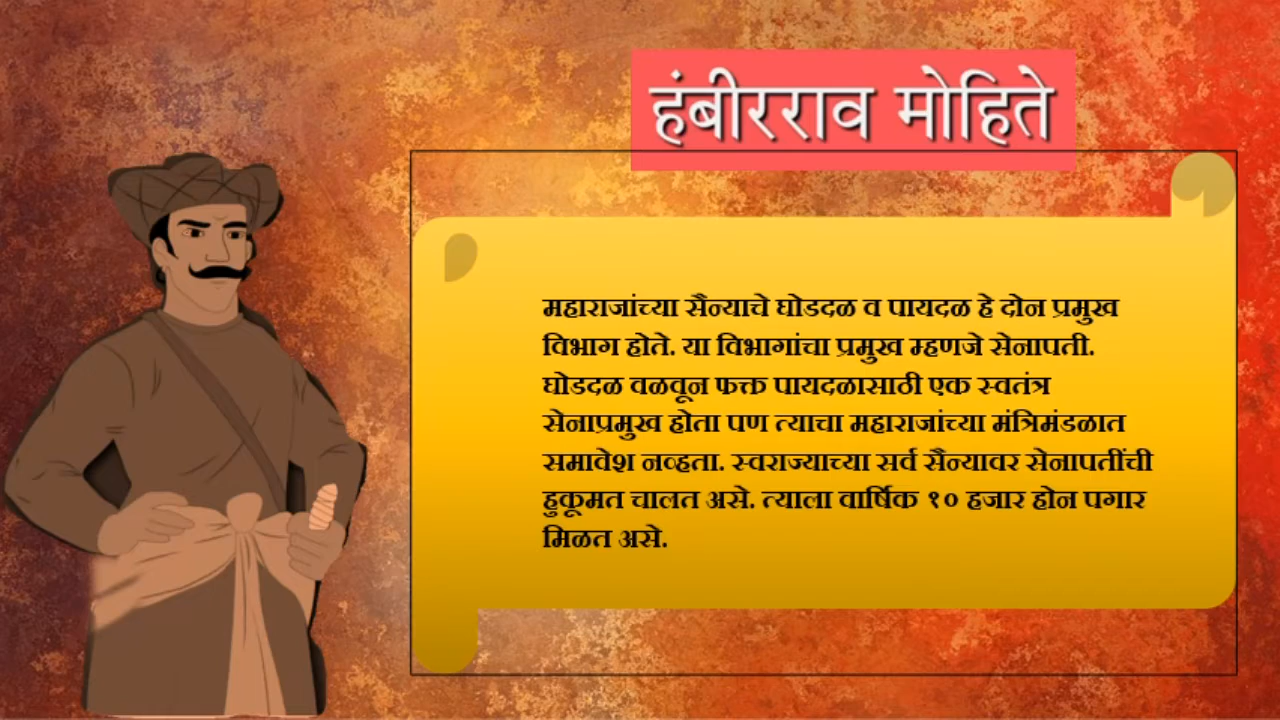 हंबीरराव मोहिते
महाराजांच्या सैन्याचे घोडदळ व पायदळ हे दोन प्रमुख
विभाग होते. या विभागांचा प्रमुख म्हणजे सेनापती.
घोडदळ वळवून फक्त पायदळासाठी एक स्वतंत्र
सेनाप्रमुख होता पण त्याचा महाराजांच्या मंत्रिमंडळात
समावेश नव्हता. स्वराज्याच्या सर्व सैन्यावर सेनापतींची
हुकूमत चालत असे. त्याला वार्षिक १० हजार होन पगार
मिळत असे.